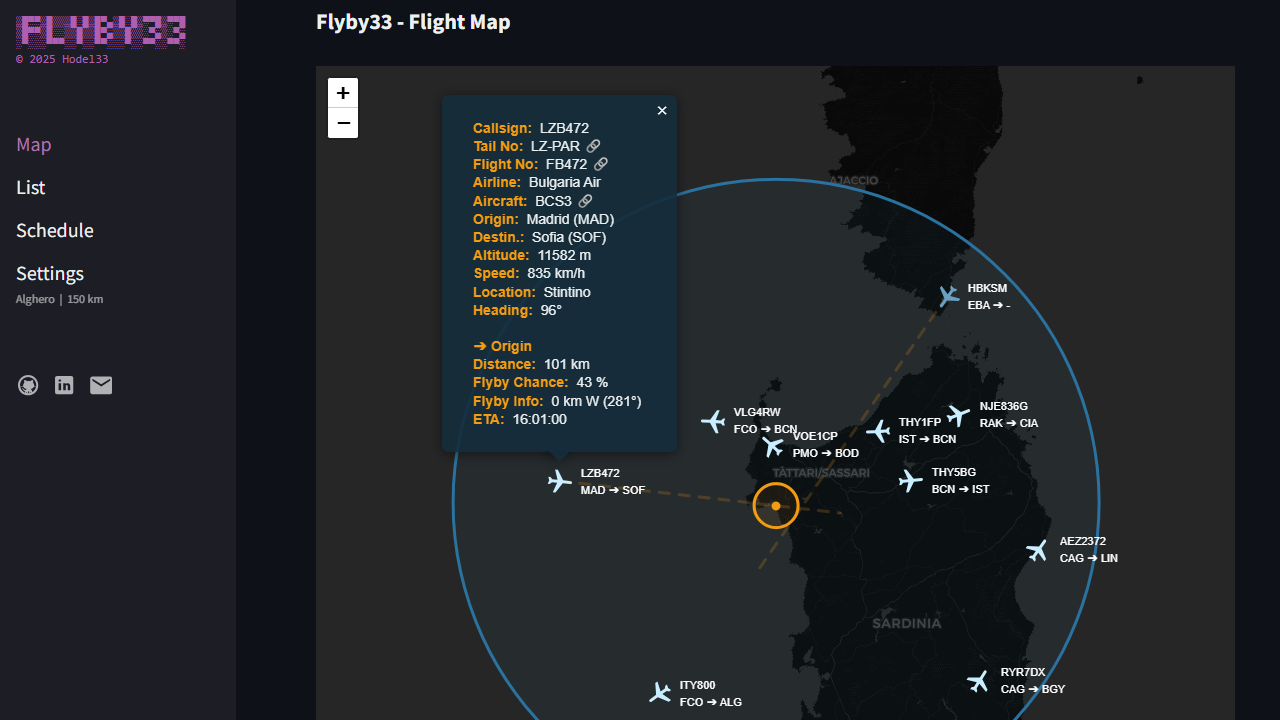 FLYBY33
© 2025 Hodel33
Map
List
Schedule
Settings
Alghero | 150 km
Flyby33 - Flight Map
+
−
×
Callsign: LZB472
Tail No: LZ-PAR
Flight No: FB472
Airline: Bulgaria Air
Aircraft: BCS3
Origin: Madrid (MAD)
Destin.: Sofia (SOF)
Altitude: 11582 m
Speed: 835 km/h
Location: Stintino
Heading: 96°
➔ Origin
Distance: 101 km
Flyby Chance: 43 %
Flyby Info: 0 km W (281°)
ETA: 16:01:00
AJACCIO
HBKSM
EBA ➔ -
VLG4RW
FCO ➔ BCN
VOE1CP
PMO ➔ BOD
THY1FP
IST ➔ BCN
NJE836G
RAK ➔ CIA
TÀTTARI/SASSARI
THY5BG
BCN ➔ IST
LZB472
MAD ➔ SOF
AEZ2372
CAG ➔ LIN
SARDINIA
RYR7DX
CAG ➔ BGY
ITY800
FCO ➔ ALG